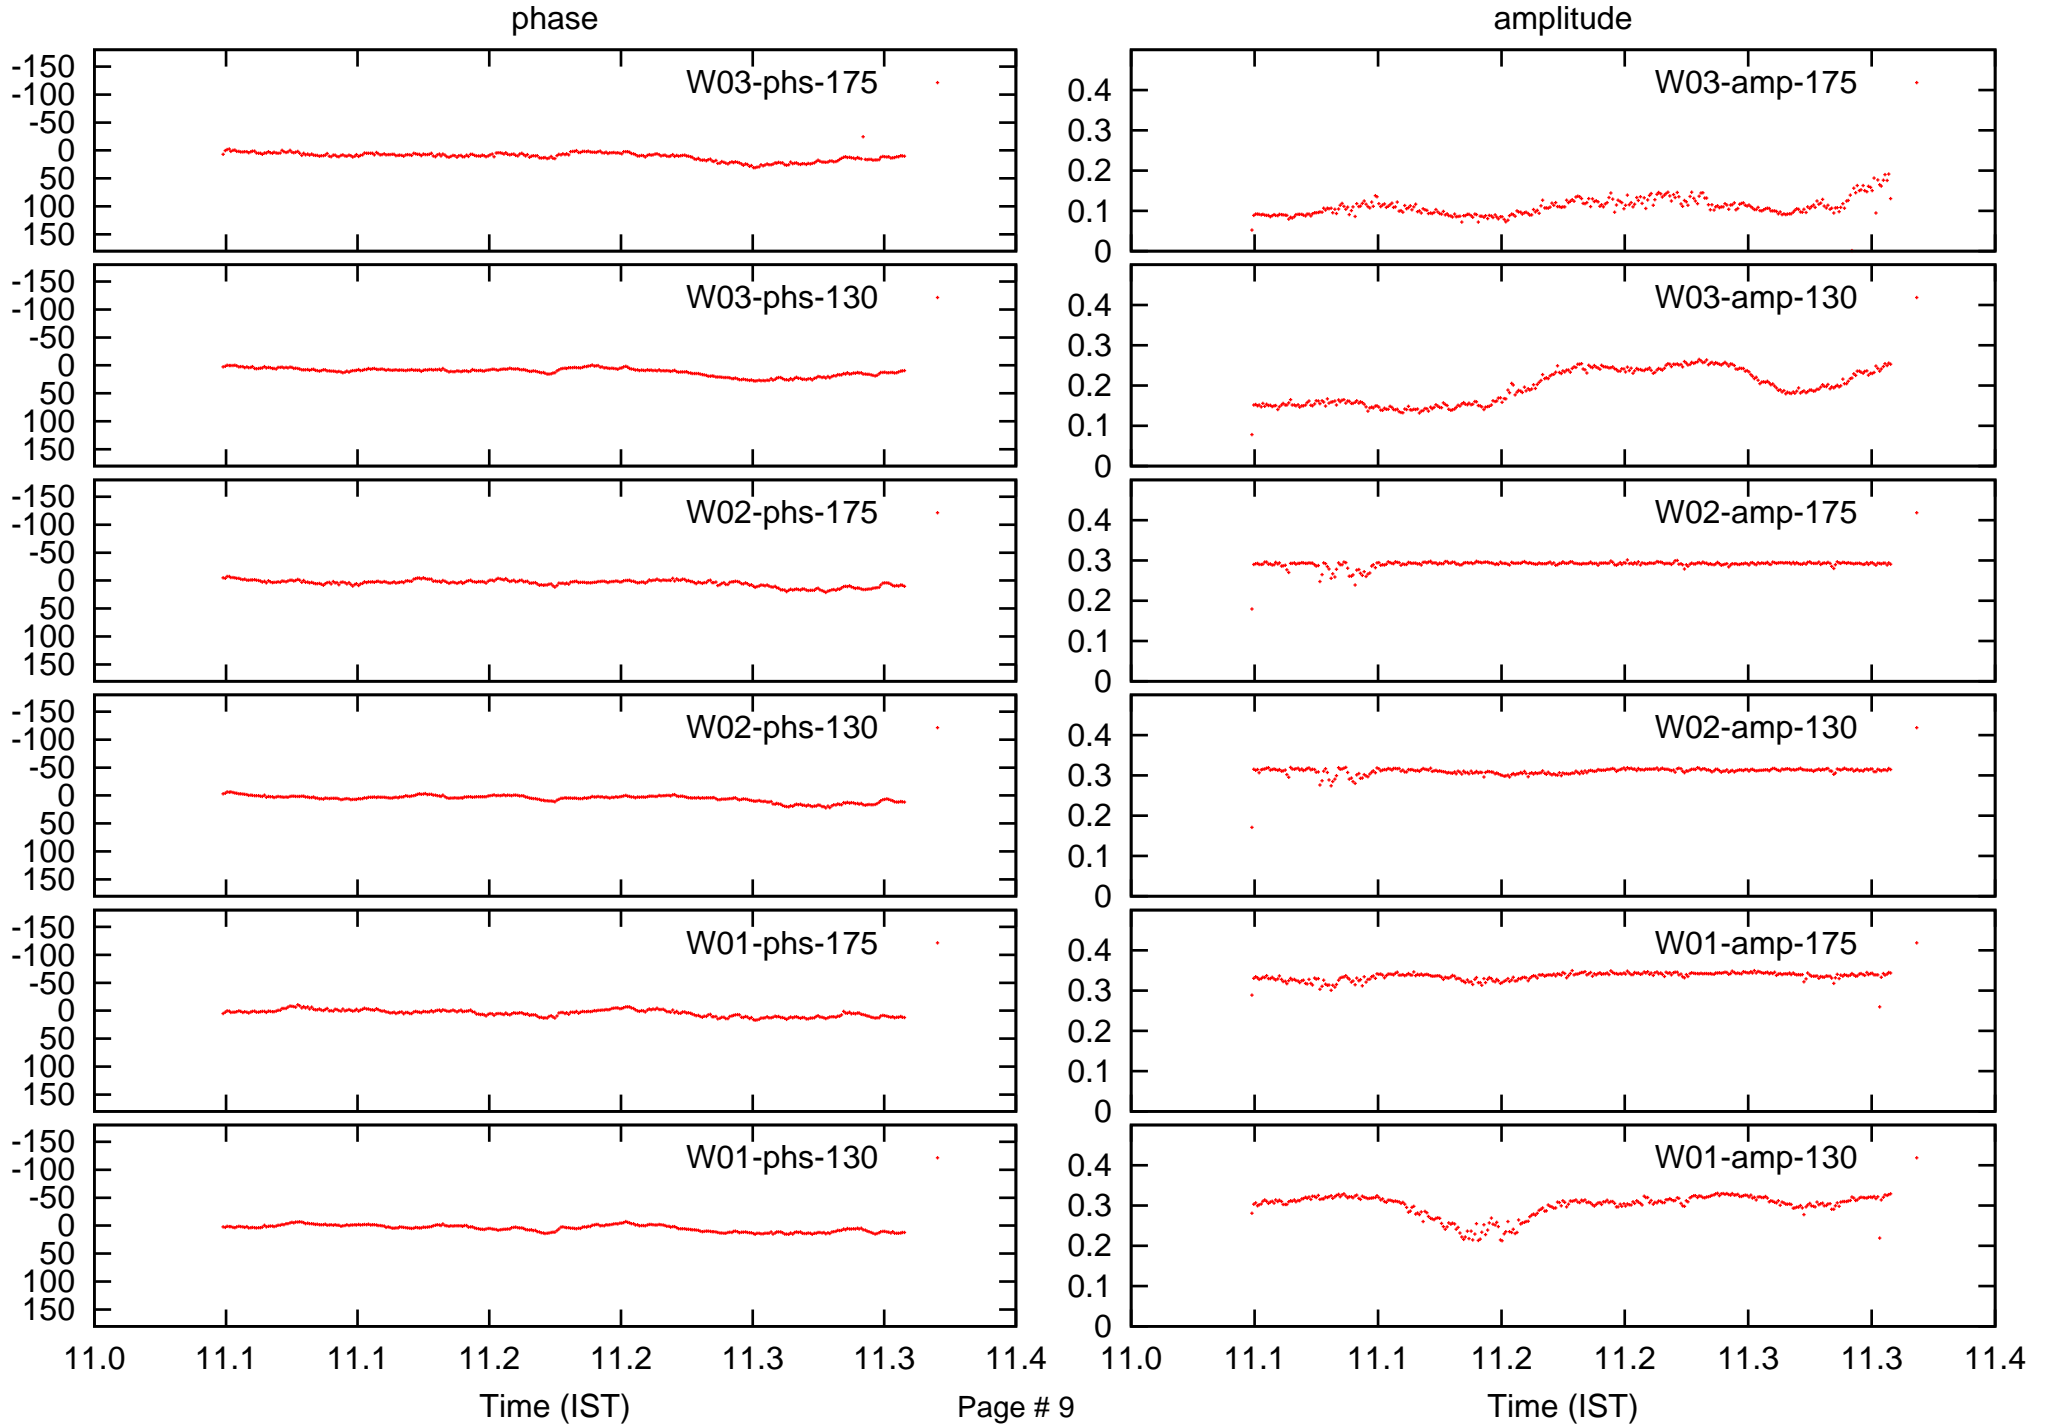 phase amplitude
-150 -100 -50 0 50 100 150 W03-phs-175 0.4 0.3 0.2 0.1 0 W03-amp-175
-150 -100 -50 0 50 100 150 W03-phs-130 0.4 0.3 0.2 0.1 0 W03-amp-130
-150 -100 -50 0 50 100 150 W02-phs-175 0.4 0.3 0.2 0.1 0 W02-amp-175
-150 -100 -50 0 50 100 150 W02-phs-130 0.4 0.3 0.2 0.1 0 W02-amp-130
-150 -100 -50 0 50 100 150 W01-phs-175 0.4 0.3 0.2 0.1 0 W01-amp-175
-150 -100 -50 0 50 100 150 W01-phs-130 0.4 0.3 0.2 0.1 0 W01-amp-130
11.0 11.1 11.1 11.2 11.2 11.3 11.3 11.4 11.0 11.1 11.1 11.2 11.2 11.3 11.3 11.4
Time (IST) Page # 9 Time (IST)